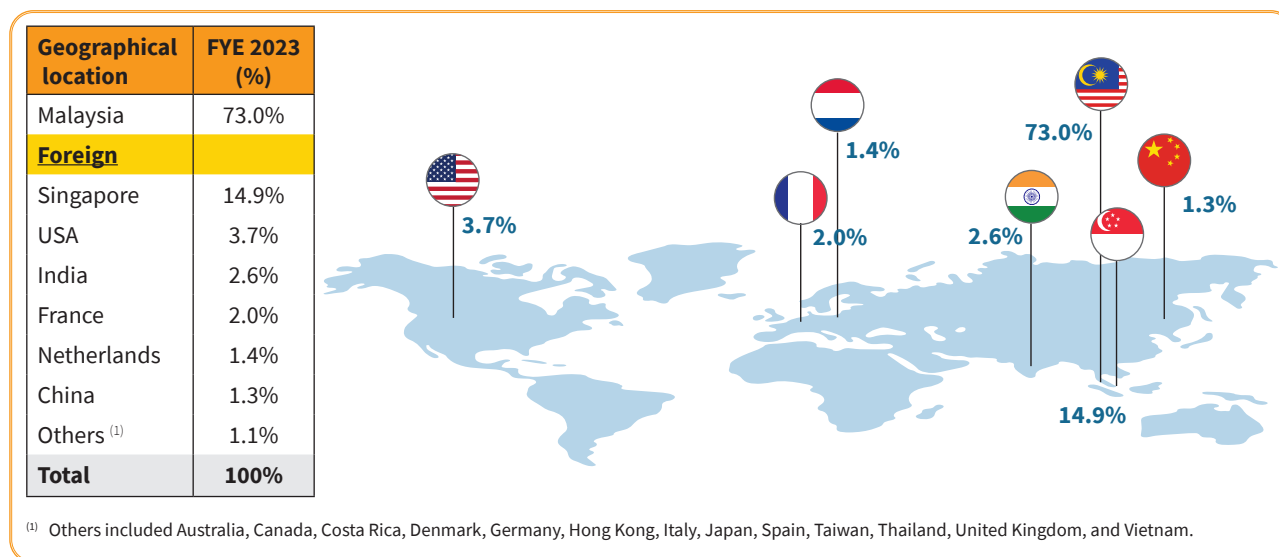 Geographical location FYE 2023 (%)
Malaysia 73.0%
Foreign
Singapore 14.9%
USA 3.7%
India 2.6%
France 2.0%
Netherlands 1.4%
China 1.3%
Others (1) 1.1%
Total 100%
3.7%
2.0%
1.4%
2.6%
73.0%
14.9%
1.3%
(1) Others included Australia, Canada, Costa Rica, Denmark, Germany, Hong Kong, Italy, Japan, Spain, Taiwan, Thailand, United Kingdom, and Vietnam.